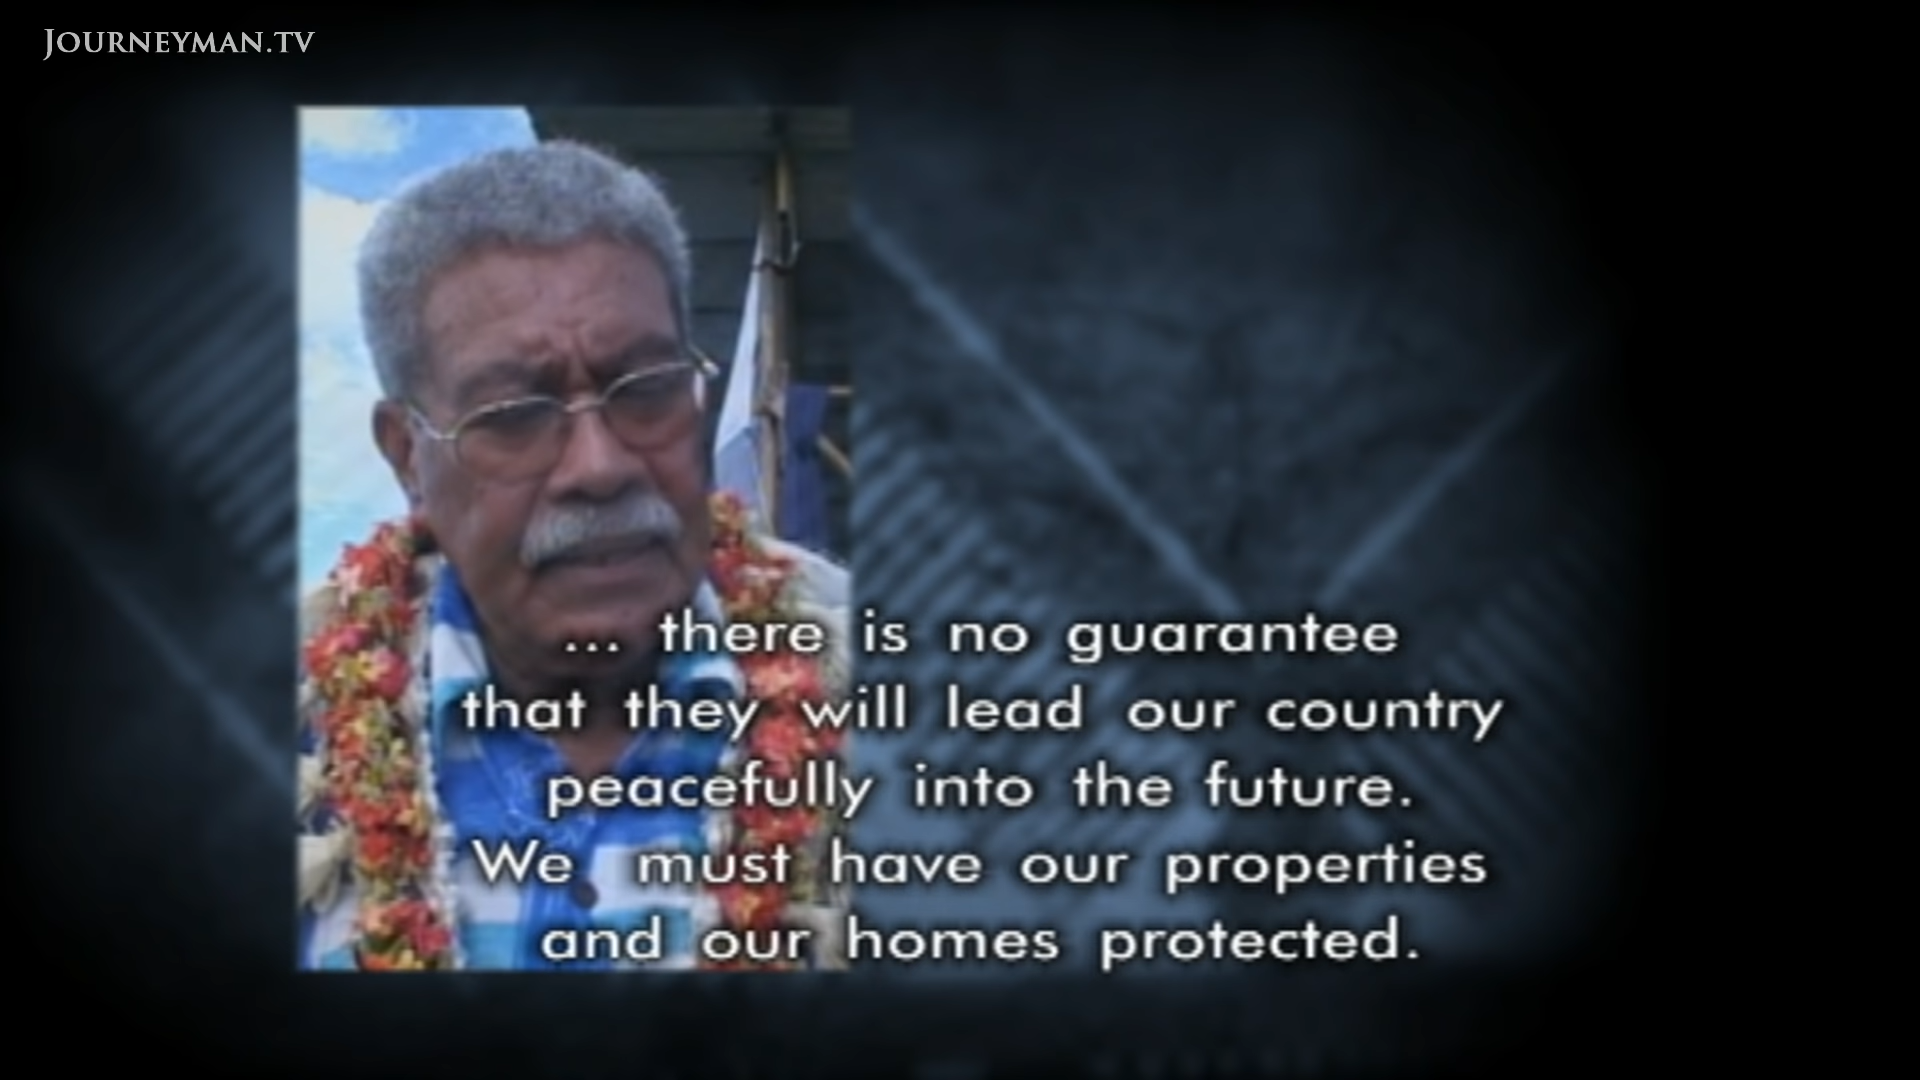 JOURNEYMAN.TV
... there is no guarantee
that they will lead our country
peacefully into the future.
We must have our properties
and our homes protected.